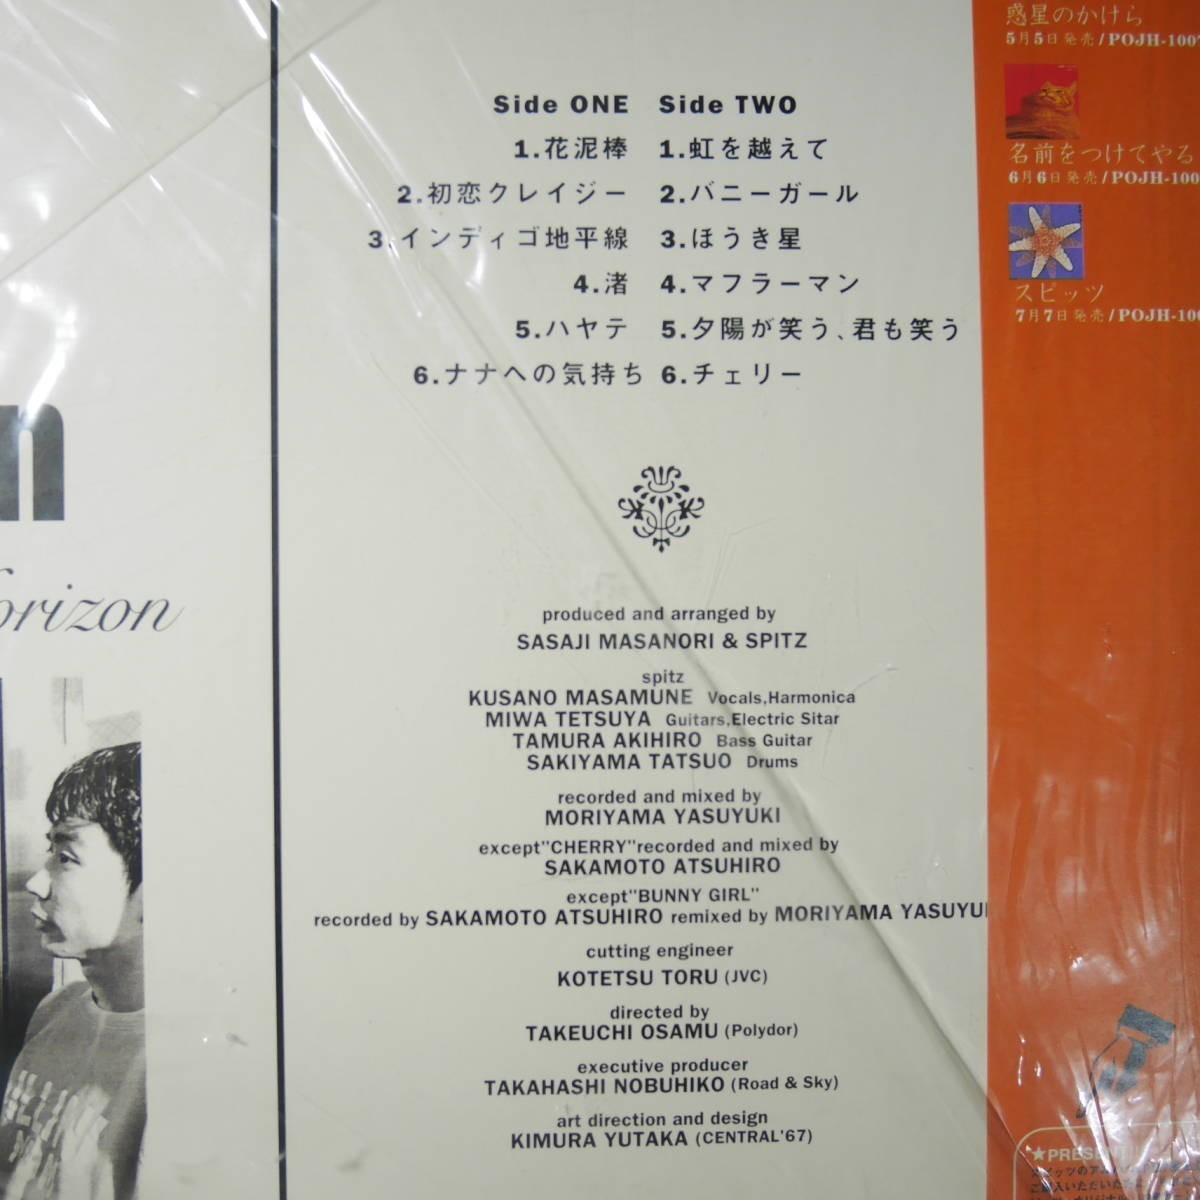 Side ONE
1.花泥棒
2.初恋クレイジー
3.インディゴ地平線
4.渚
5.ハヤテ
6.ナナへの気持ち
Side TWO
1.虹を越えて
2.バニーガール
3.ほうき星
4.マフラーマン
5.夕陽が笑う、君も笑う
6.チェリー
produced and arranged by
SASAJI MASANORI & SPITZ
spitz
KUSANO MASAMUNE Vocals,Harmonica
MIWA TETSUYA Guitars,Electric Sitar
TAMURA AKIHIRO Bass Guitar
SAKIYAMA TATSUO Drums
recorded and mixed by
MORIYAMA YASUYUKI
except"CHERRY"recorded and mixed by
SAKAMOTO ATSUHIRO
except"BUNNY GIRL"
recorded by SAKAMOTO ATSUHIRO remixed by MORIYAMA
cutting engineer
KOTETSU TORU (JVC)
directed by
TAKEUCHI OSAMU (Polydor)
executive producer
TAKAHASHI NOBUHIKO (Road & Sky)
art direction and design
KIMURA YUTAKA (CENTRAL'67)
惑星のかけら
5月5日発売/POJH-100
名前をつけてやる
6月6日発売/POJH-100
スピッツ
7月7日発売/POJH-100